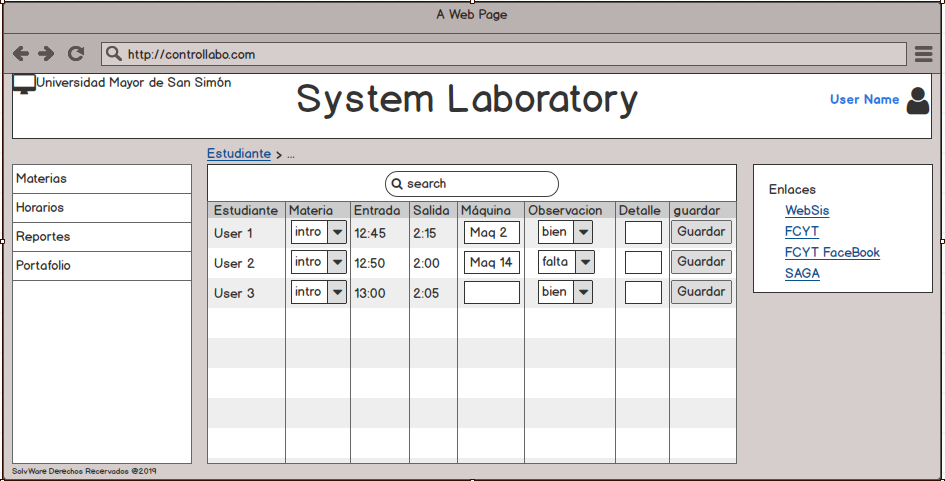 A Web Page
http://controllabo.com
Universidad Mayor de San Simón
System Laboratory
User Name
Estudiante > ...
Materias
Horarios
Reportes
Portafolio
search
Estudiante Materia Entrada Salida Máquina Observacion Detalle guardar
User 1 intro 12:45 2:15 Maq 2 bien Guardar
User 2 intro 12:50 2:00 Maq 14 falta Guardar
User 3 intro 13:00 2:05 bien Guardar
Enlaces
WebSis
FCYT
FCYT FaceBook
SAGA
SolvWare Derechos Recervados @2019